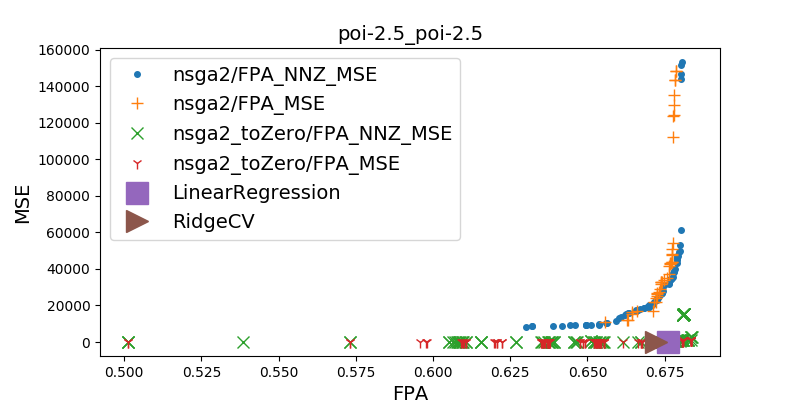 poi-2.5_poi-2.5
160000
140000
120000
100000
80000
60000
40000
20000
0
MSE
nsga2/FPA_NNZ_MSE
nsga2/FPA_MSE
nsga2_toZero/FPA_NNZ_MSE
nsga2_toZero/FPA_MSE
LinearRegression
RidgeCV
0.500 0.525 0.550 0.575 0.600 0.625 0.650 0.675
FPA